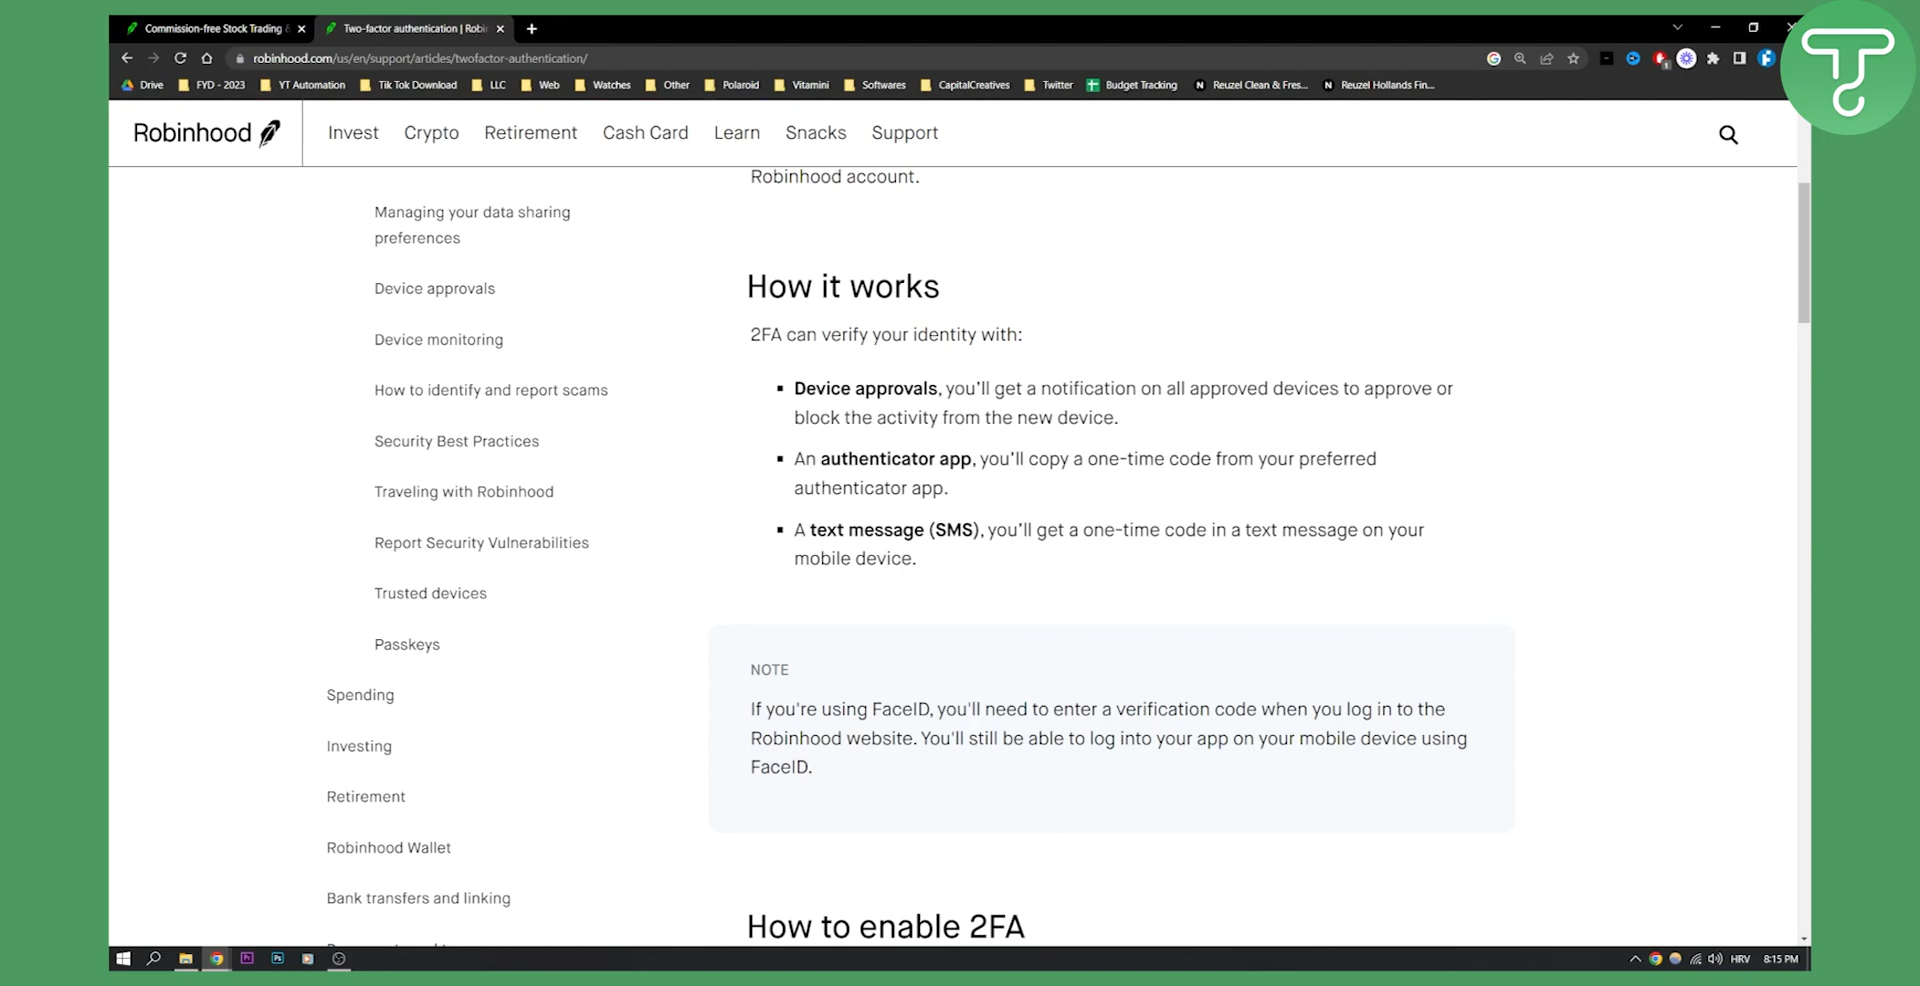 Commission-free Stock Trading &
Two-factor authentication | Robin
robinhood.com/us/en/support/articles/twofactor-authentication/
Drive
FYD - 2023
YT Automation
Tik Tok Download
LLC
Web
Watches
Other
Polaroid
Vitamini
Softwares
CapitalCreatives
Twitter
Budget Tracking
Reuzel Clean & Fres...
Reuzel Hollands Fin...
Robinhood
Invest
Crypto
Retirement
Cash Card
Learn
Snacks
Support
Managing your data sharing
preferences
Device approvals
Device monitoring
How to identify and report scams
Security Best Practices
Traveling with Robinhood
Report Security Vulnerabilities
Trusted devices
Passkeys
Spending
Investing
Retirement
Robinhood Wallet
Bank transfers and linking
Robinhood account.
How it works
2FA can verify your identity with:
Device approvals, you'll get a notification on all approved devices to approve or
block the activity from the new device.
An authenticator app, you'll copy a one-time code from your preferred
authenticator app.
A text message (SMS), you'll get a one-time code in a text message on your
mobile device.
NOTE
If you're using FaceID, you'll need to enter a verification code when you log in to the
Robinhood website. You'll still be able to log into your app on your mobile device using
FaceID.
How to enable 2FA
HRV
8:15 PM